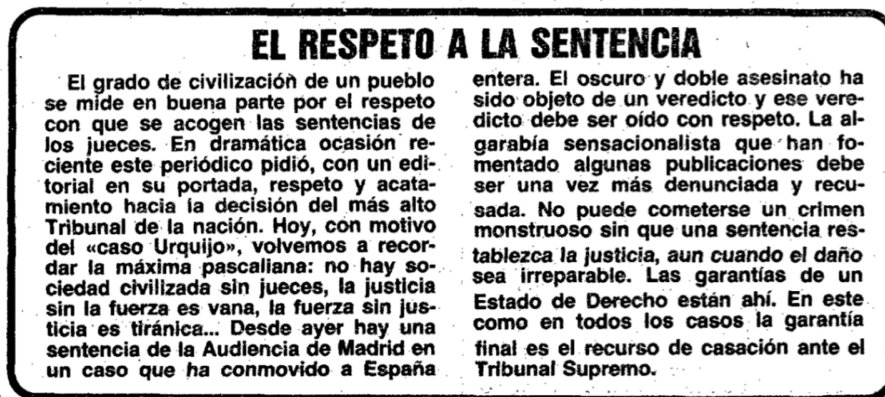 EL RESPETO A LA SENTENCIA
El grado de civilización de un pueblo
se mide en buena parte por el respeto
con que se acogen las sentencias de
los jueces. En dramática ocasión re-
ciente este periódico pidió, con un edi-
torial en su portada, respeto y acata-
miento hacia la decisión del más alto
Tribunal de la nación. Hoy, con motivo
del «caso Urquijo», volvemos a recor-
dar la máxima pascaliana: no hay so-
ciedad civilizada sin jueces, la justicia
sin la fuerza es vana, la fuerza sin jus-
ticia es tiránica... Desde ayer hay una
sentencia de la Audiencia de Madrid en
un caso que ha conmovido a España
entera. El oscuro y doble asesinato ha
sido objeto de un veredicto y ese vere-
dicto debe ser oído con respeto. La al-
garabía sensacionalista que han fo-
mentado algunas publicaciones debe
ser una vez más denunciada y recu-
sada. No puede cometerse un crimen
monstruoso sin que una sentencia res-
tablezca la justicia, aun cuando el daño
sea irreparable. Las garantías de un
Estado de Derecho están ahí. En este
como en todos los casos la garantía
final es el recurso de casación ante el
Tribunal Supremo.